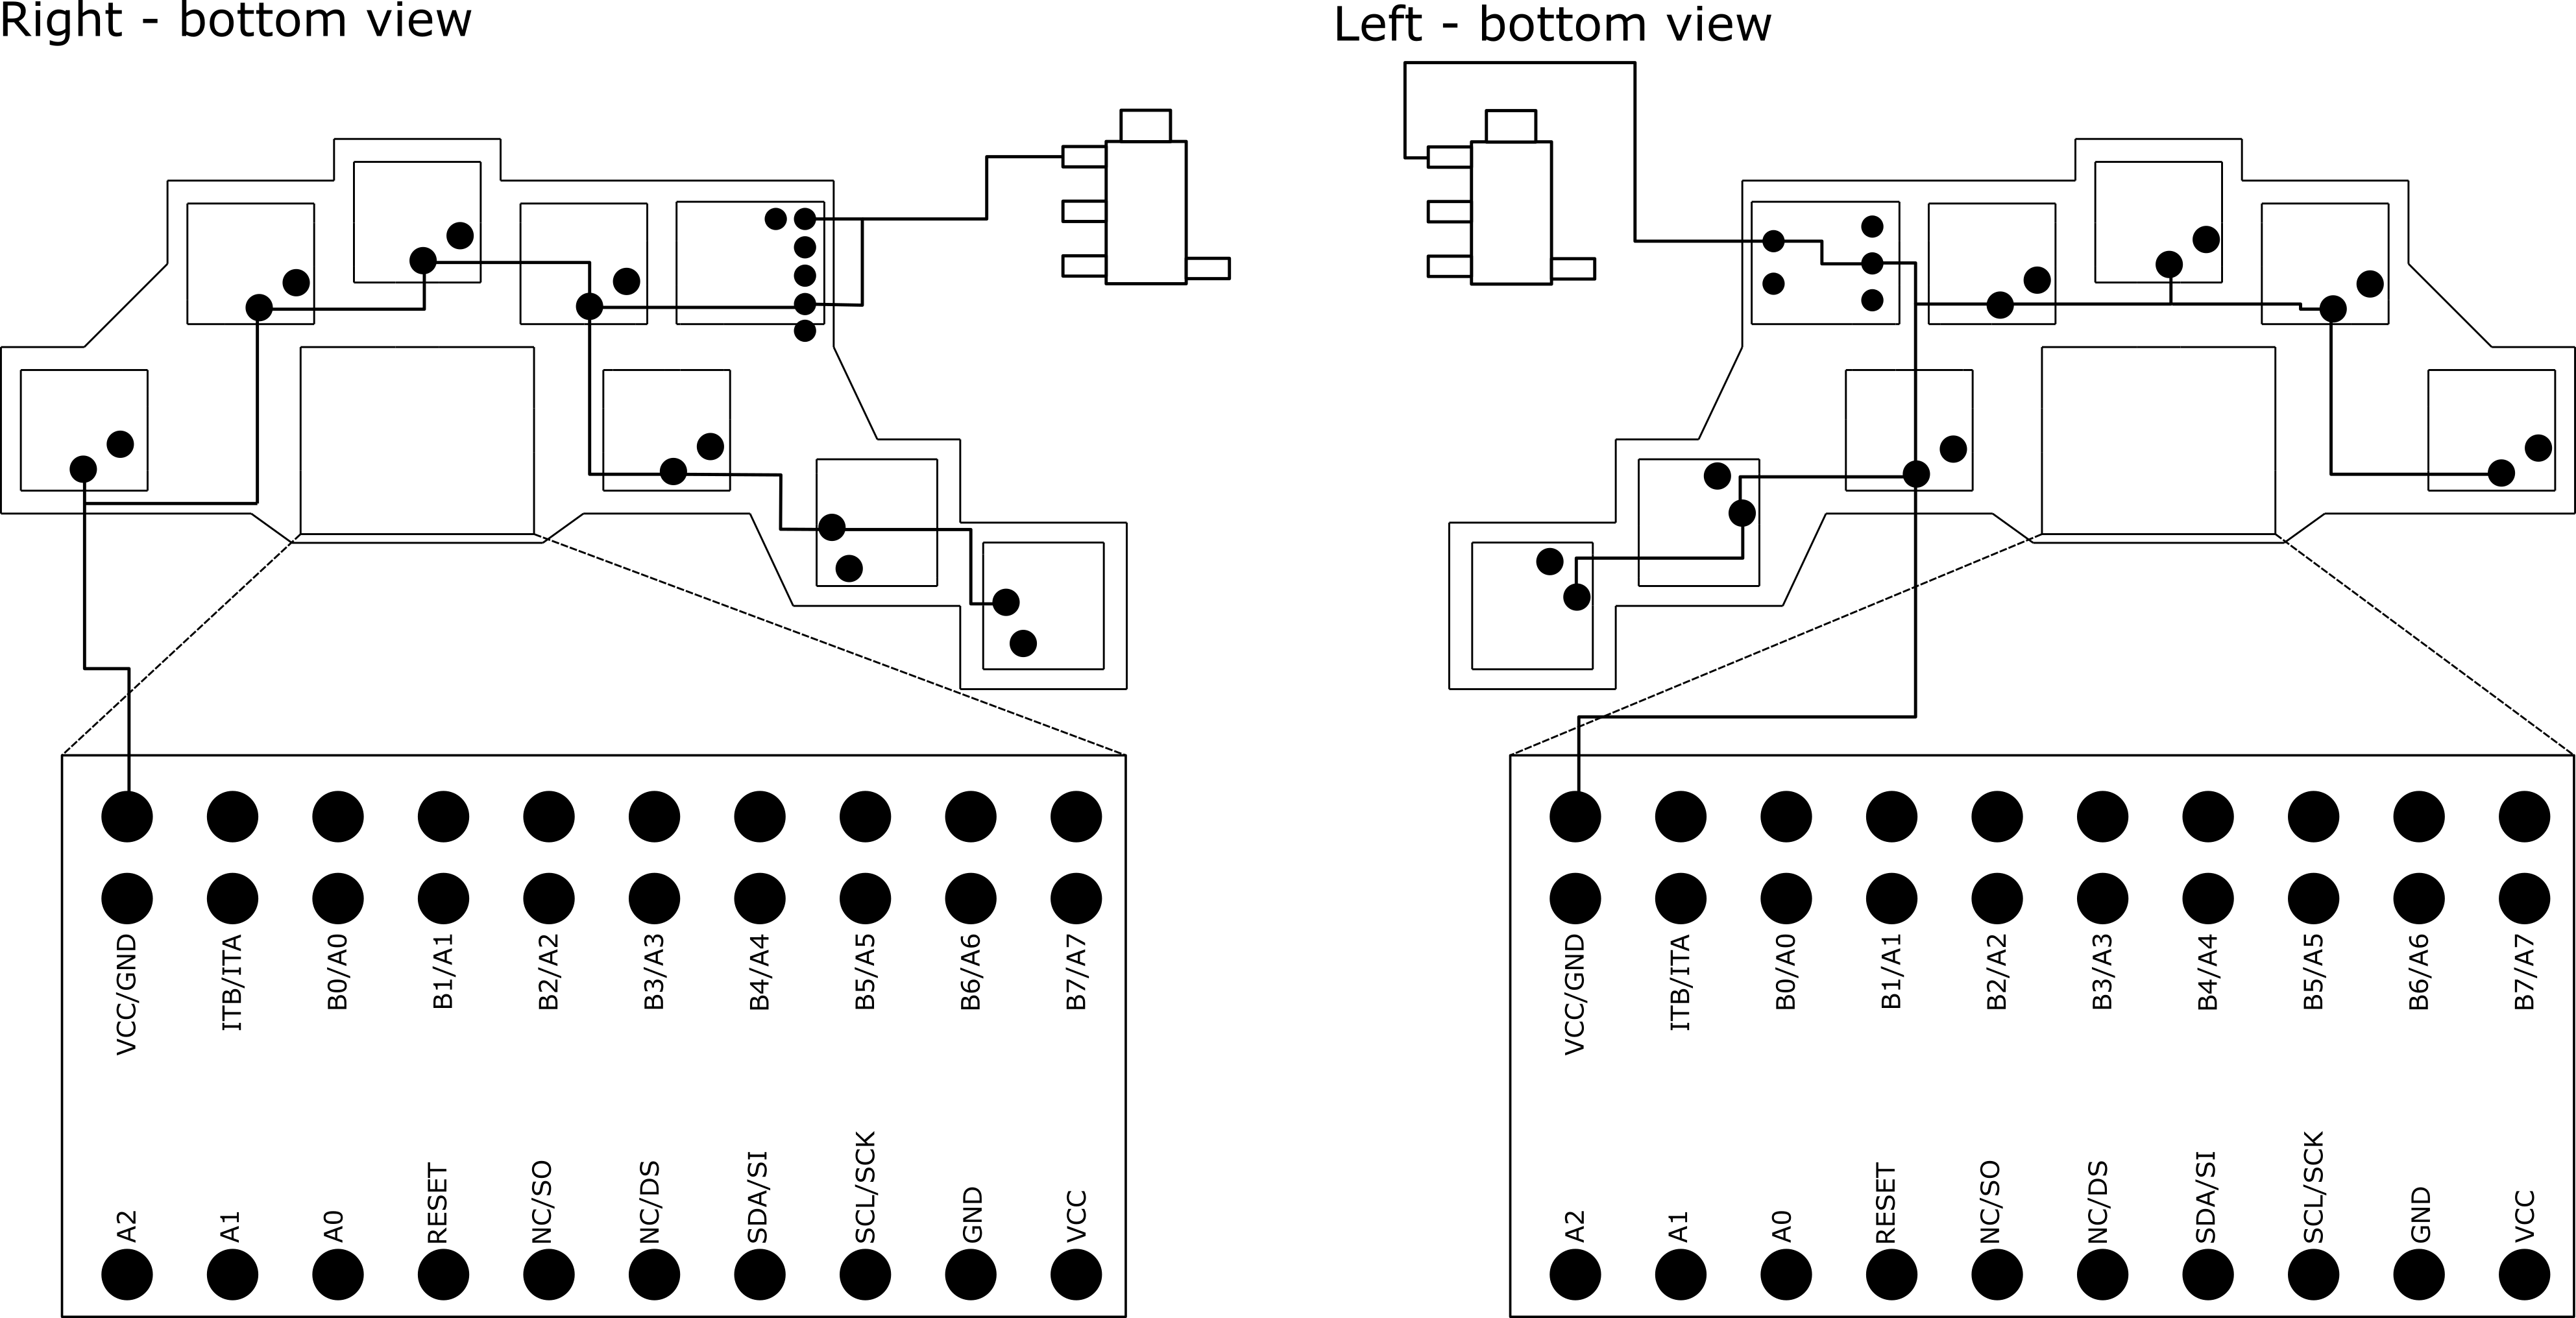 Right - bottom view
Left - bottom view
VCC/GND
ITB/ITA
B0/A0
B1/A1
B2/A2
B3/A3
B4/A4
B5/A5
B6/A6
B7/A7
A2
A1
A0
RESET
NC/SO
NC/DS
SDA/SI
SCL/SCK
GND
VCC
VCC/GND
ITB/ITA
B0/A0
B1/A1
B2/A2
B3/A3
B4/A4
B5/A5
B6/A6
B7/A7
A2
A1
A0
RESET
NC/SO
NC/DS
SDA/SI
SCL/SCK
GND
VCC